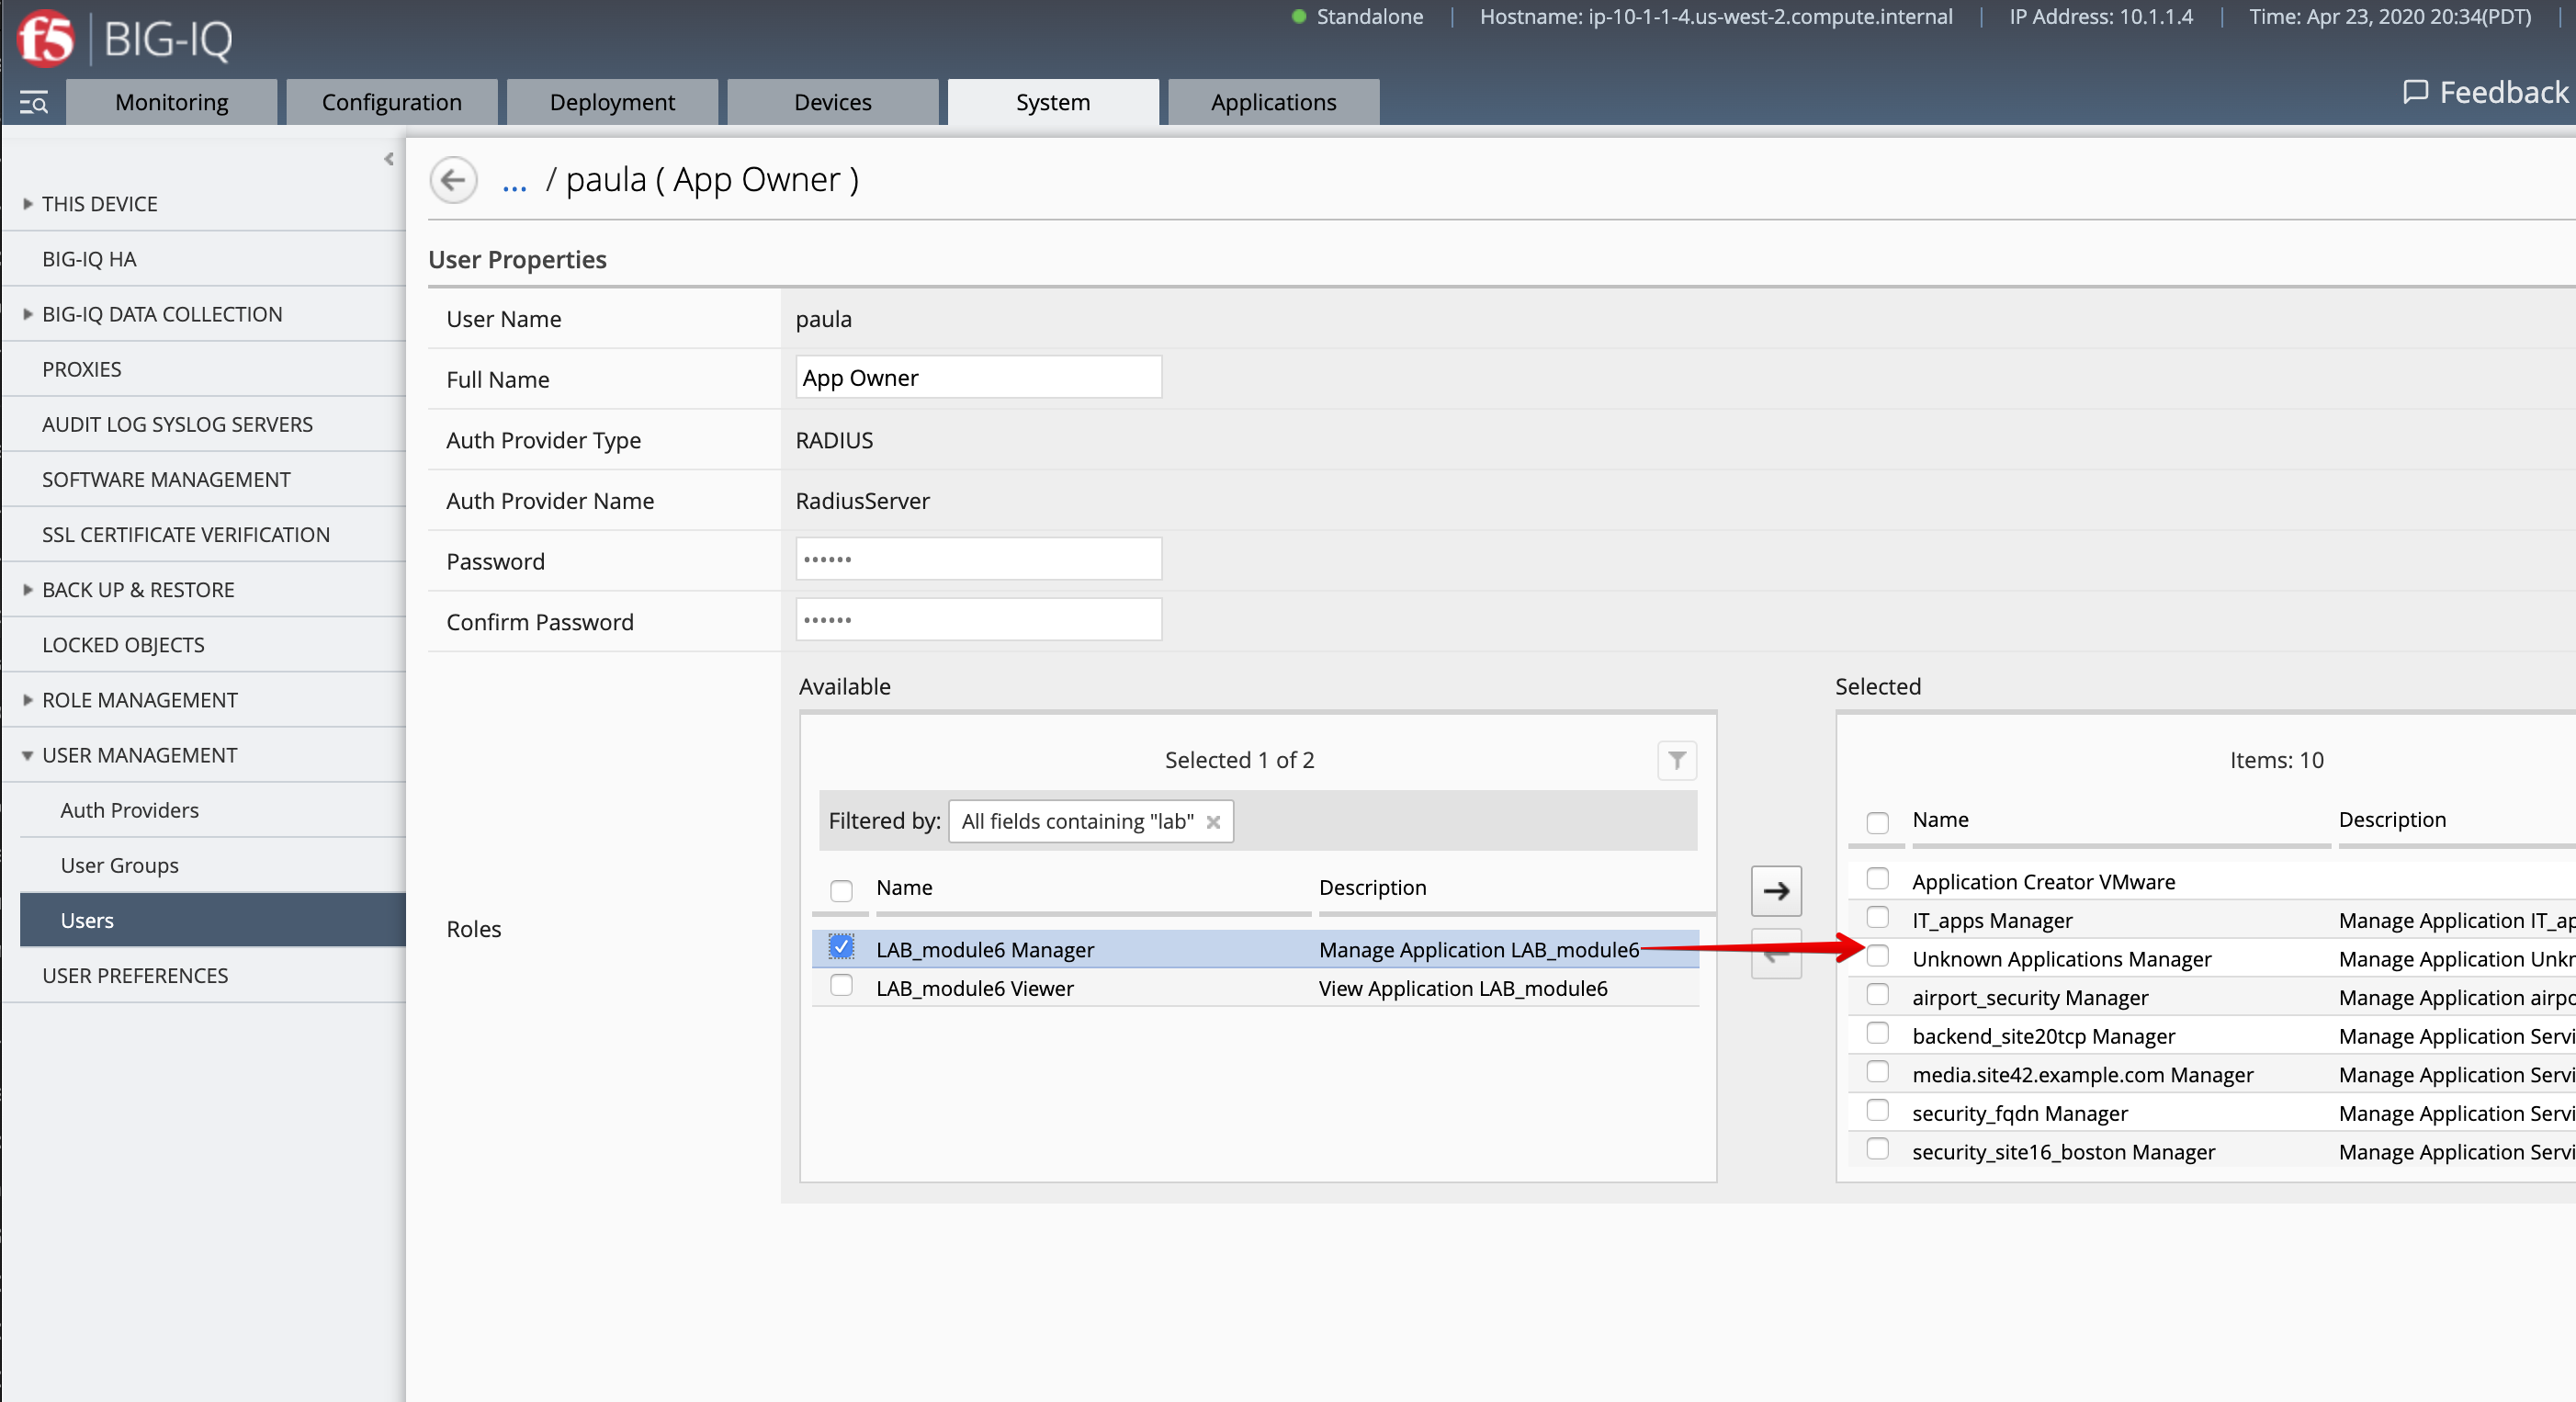 Standalone | Hostname: ip-10-1-1-4.us-west-2.compute.internal | IP Address: 10.1.1.4 | Time: Apr 23, 2020 20:34(PDT) |
f5 | BIG-IQ
Monitoring Configuration Deployment Devices System Applications Feedback
... / paula ( App Owner )
THIS DEVICE
BIG-IQ HA
BIG-IQ DATA COLLECTION
PROXIES
AUDIT LOG SYSLOG SERVERS
SOFTWARE MANAGEMENT
SSL CERTIFICATE VERIFICATION
BACK UP & RESTORE
LOCKED OBJECTS
ROLE MANAGEMENT
USER MANAGEMENT
Auth Providers
User Groups
Users
USER PREFERENCES
User Properties
User Name paula
Full Name App Owner
Auth Provider Type RADIUS
Auth Provider Name RadiusServer
Password ••••••
Confirm Password ••••••
Roles
Available
Selected 1 of 2
Filtered by: All fields containing "lab" ×
Name Description
LAB_module6 Manager Manage Application LAB_module6
LAB_module6 Viewer View Application LAB_module6
Selected
Items: 10
Name Description
Application Creator VMware
IT_apps Manager Manage Application IT_ap
Unknown Applications Manager Manage Application Unkn
airport_security Manager Manage Application airpo
backend_site20tcp Manager Manage Application Servi
media.site42.example.com Manager Manage Application Servi
security_fqdn Manager Manage Application Servi
security_site16_boston Manager Manage Application Servi